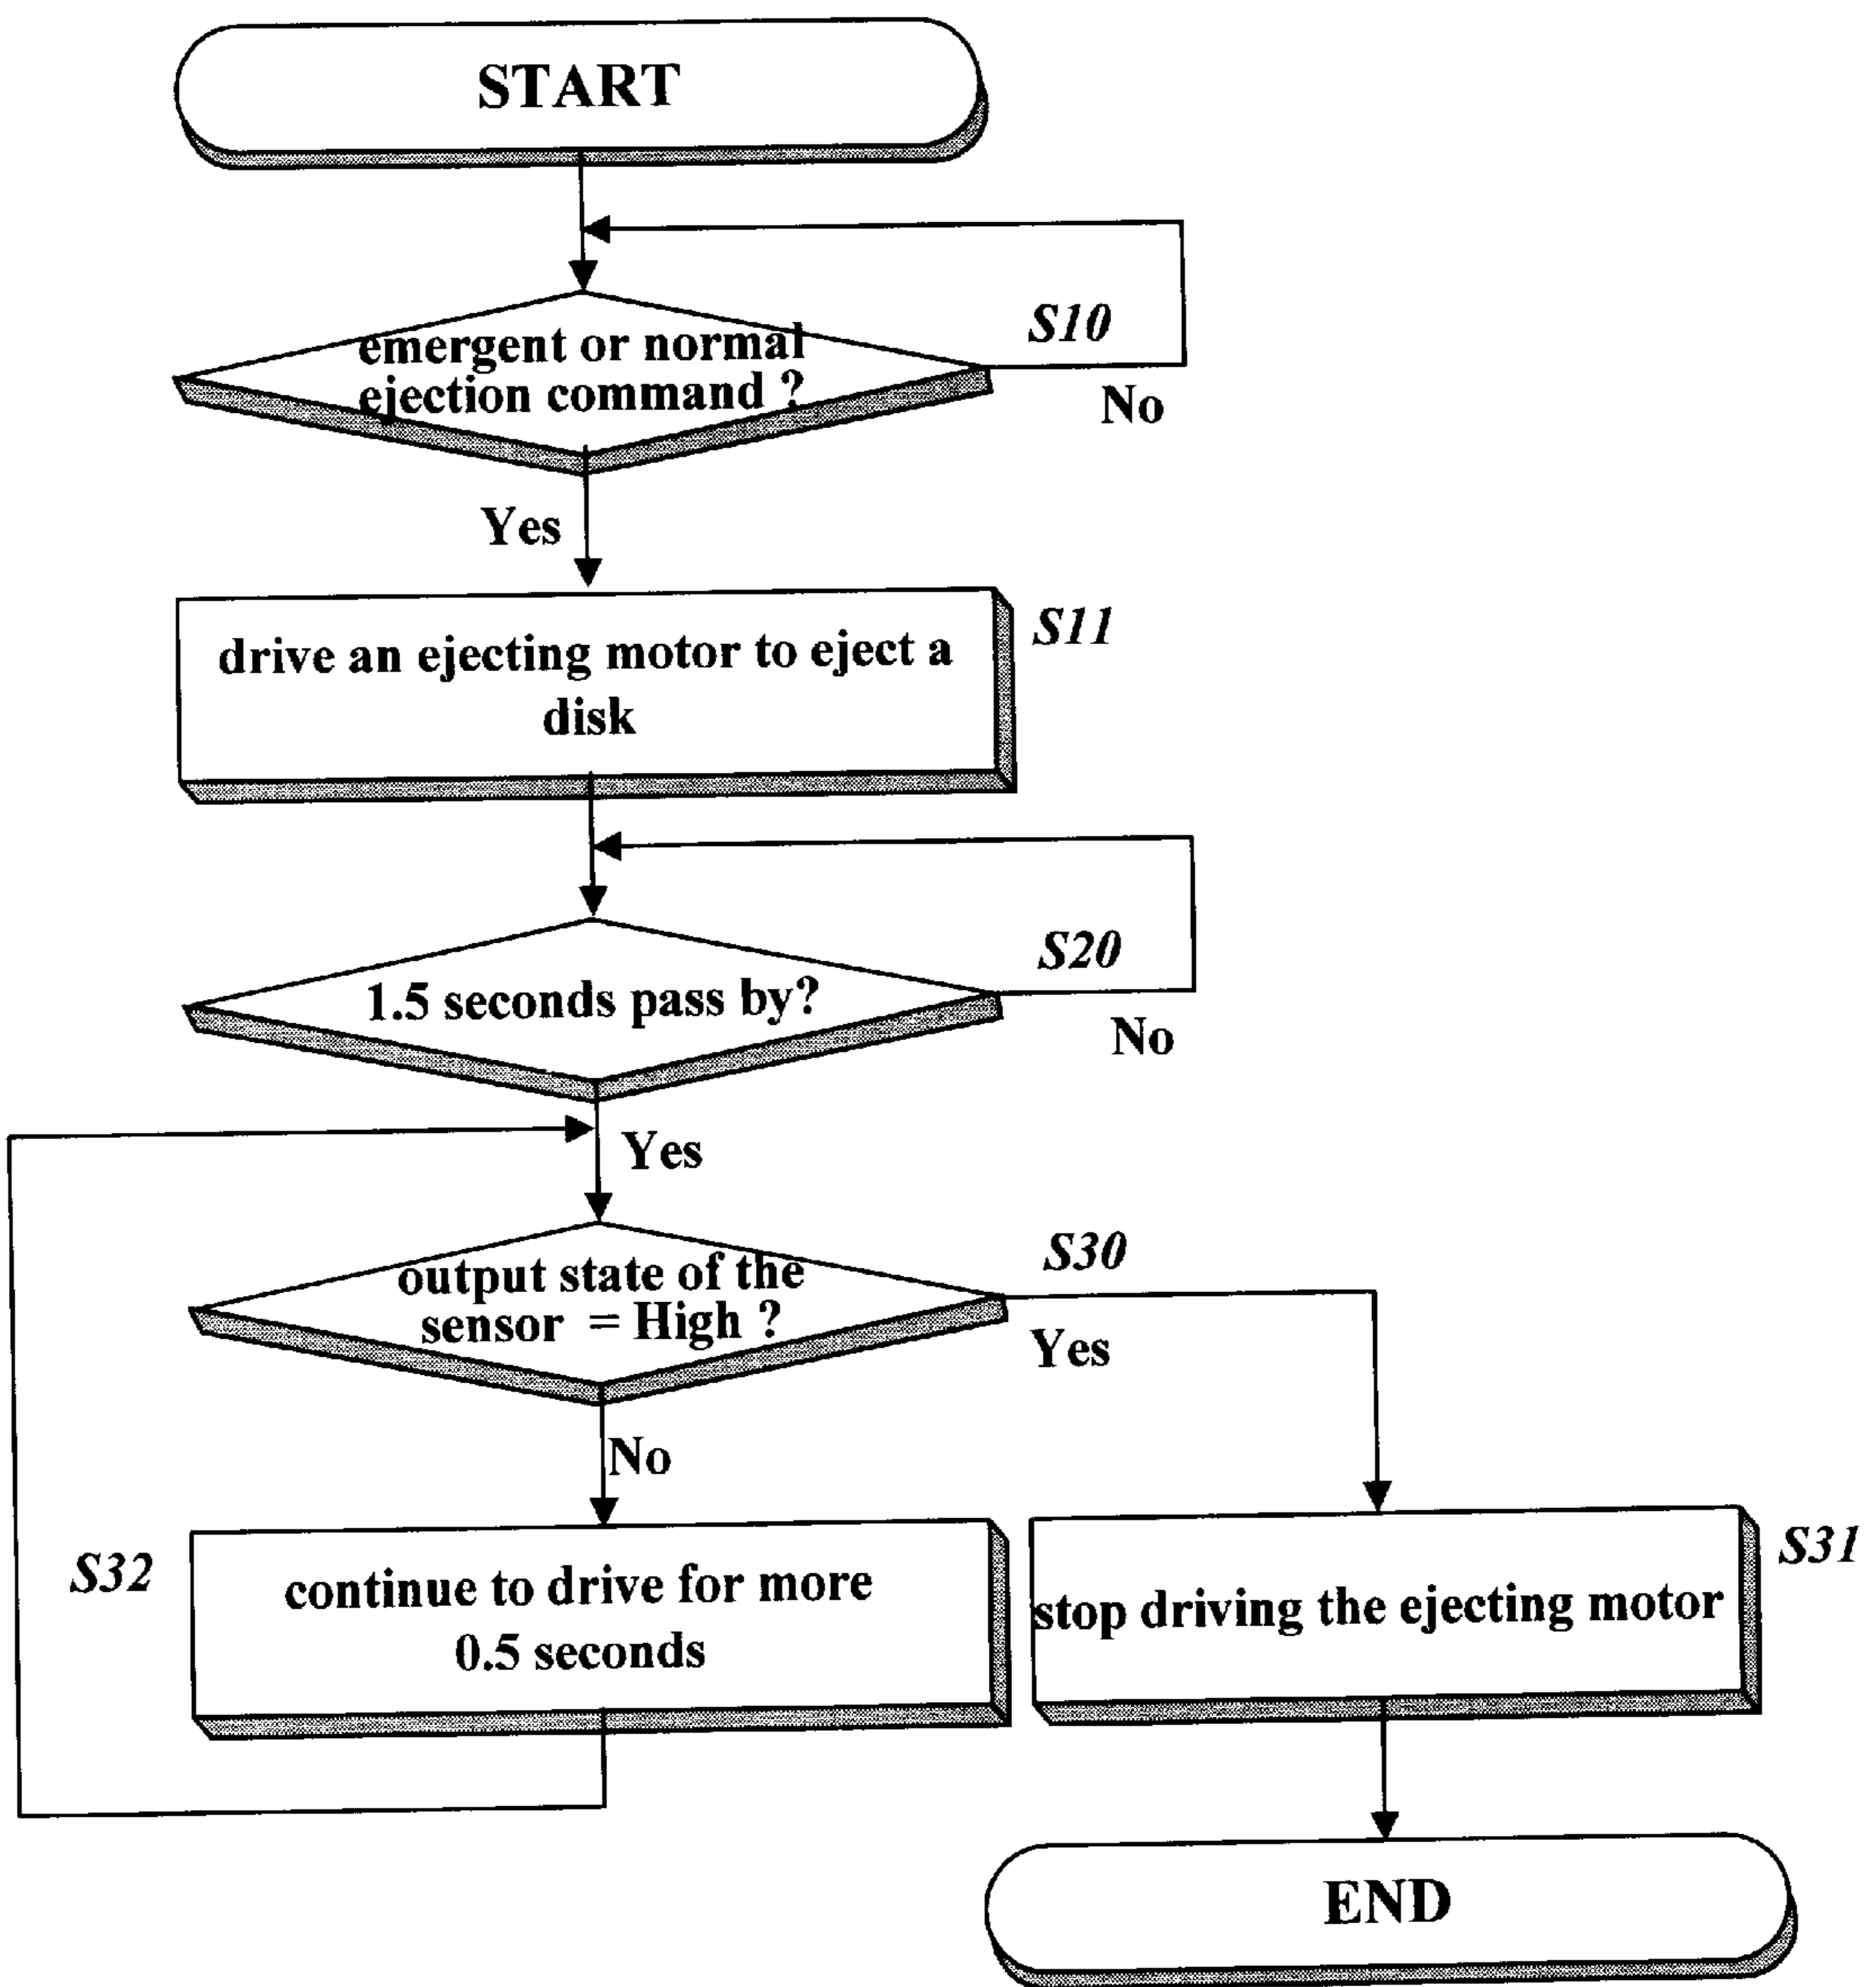 START
emergent or normal
ejection command ?
S10
No
Yes
drive an ejecting motor to eject a
disk
S11
1.5 seconds pass by?
S20
No
Yes
output state of the
sensor = High ?
S30
Yes
No
S32
continue to drive for more
0.5 seconds
stop driving the ejecting motor
S31
END